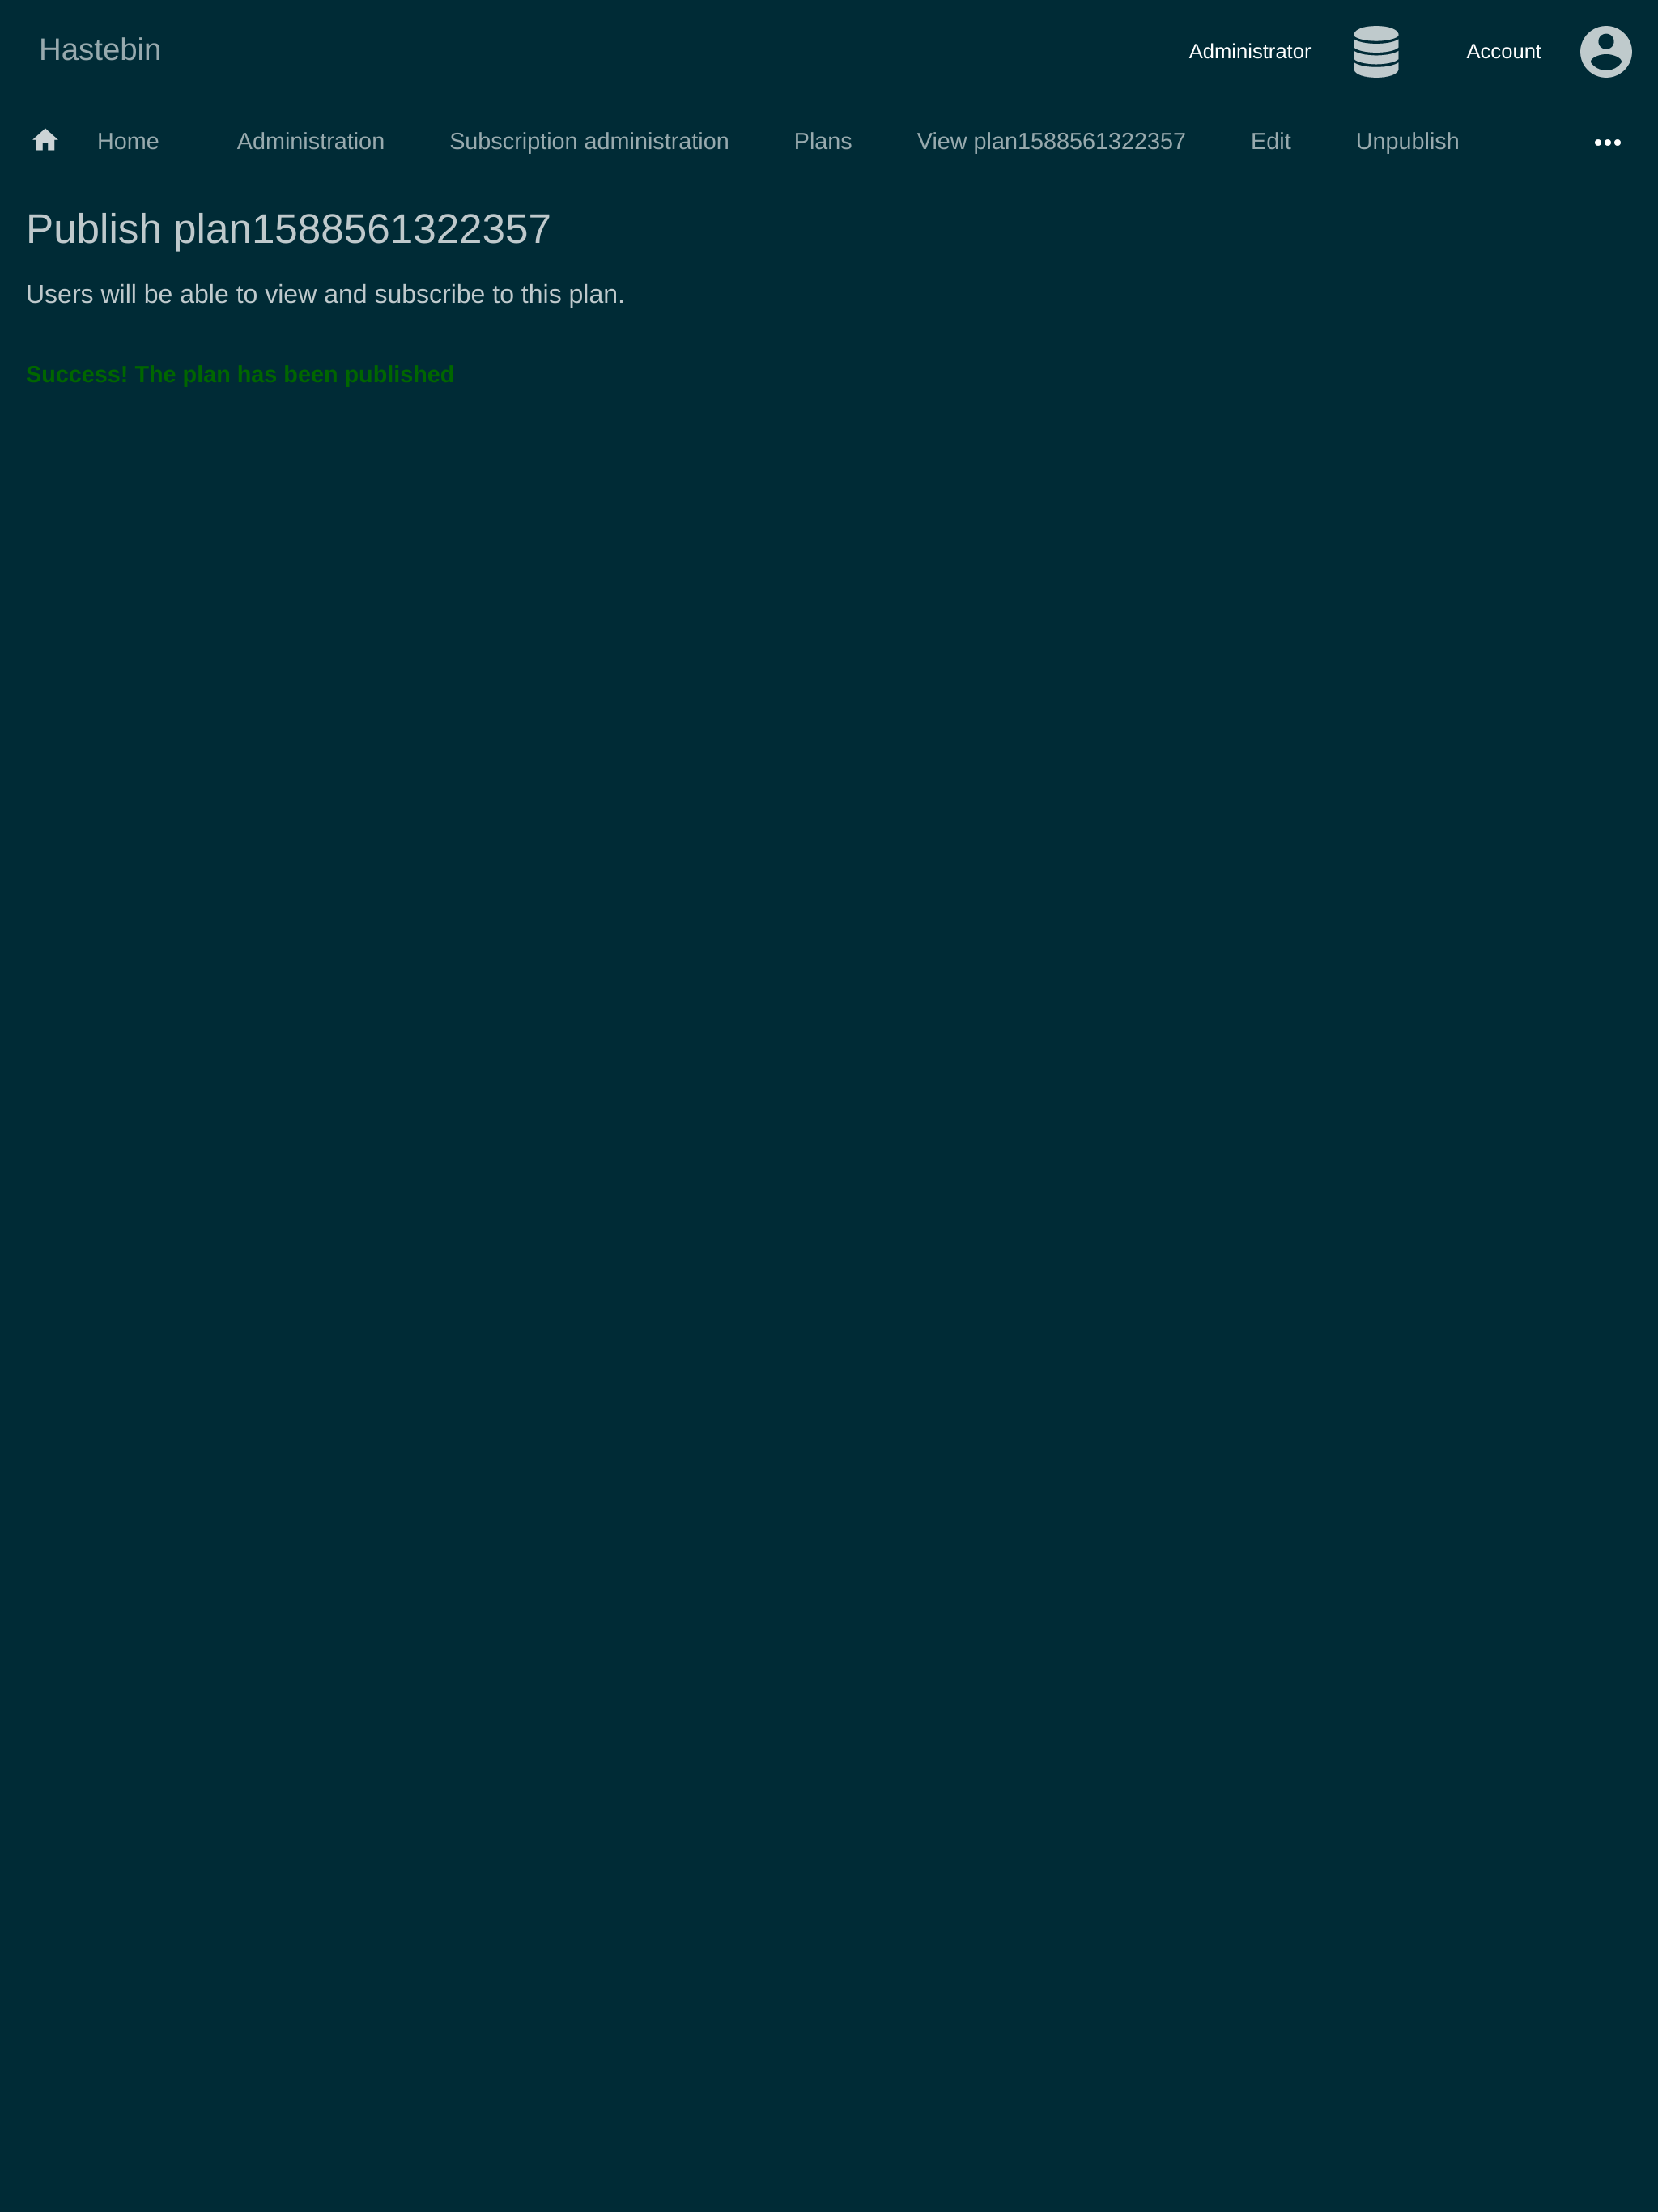 Hastebin
Administrator
Account
Home
Administration
Subscription administration
Plans
View plan1588561322357
Edit
Unpublish
Publish plan1588561322357
Users will be able to view and subscribe to this plan.
Success! The plan has been published